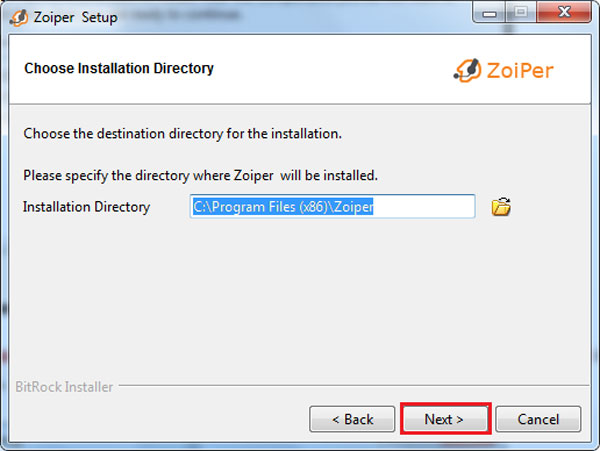 Zoiper Setup
Choose Installation Directory
ZoiPer
Choose the destination directory for the installation.
Please specify the directory where Zoiper will be installed.
Installation Directory
C:\Program Files (x86)\Zoiper
BitRock Installer
< Back
Next >
Cancel